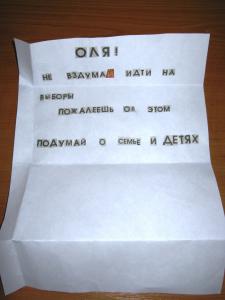 ОЛЯ!
НЕ ВЗДУМАЙ ИДТИ НА
ВЫБОРЫ
ПОЖАЛЕЕШЬ ОБ ЭТОМ
ПОДУМАЙ О СЕМЬЕ И ДЕТЯХ